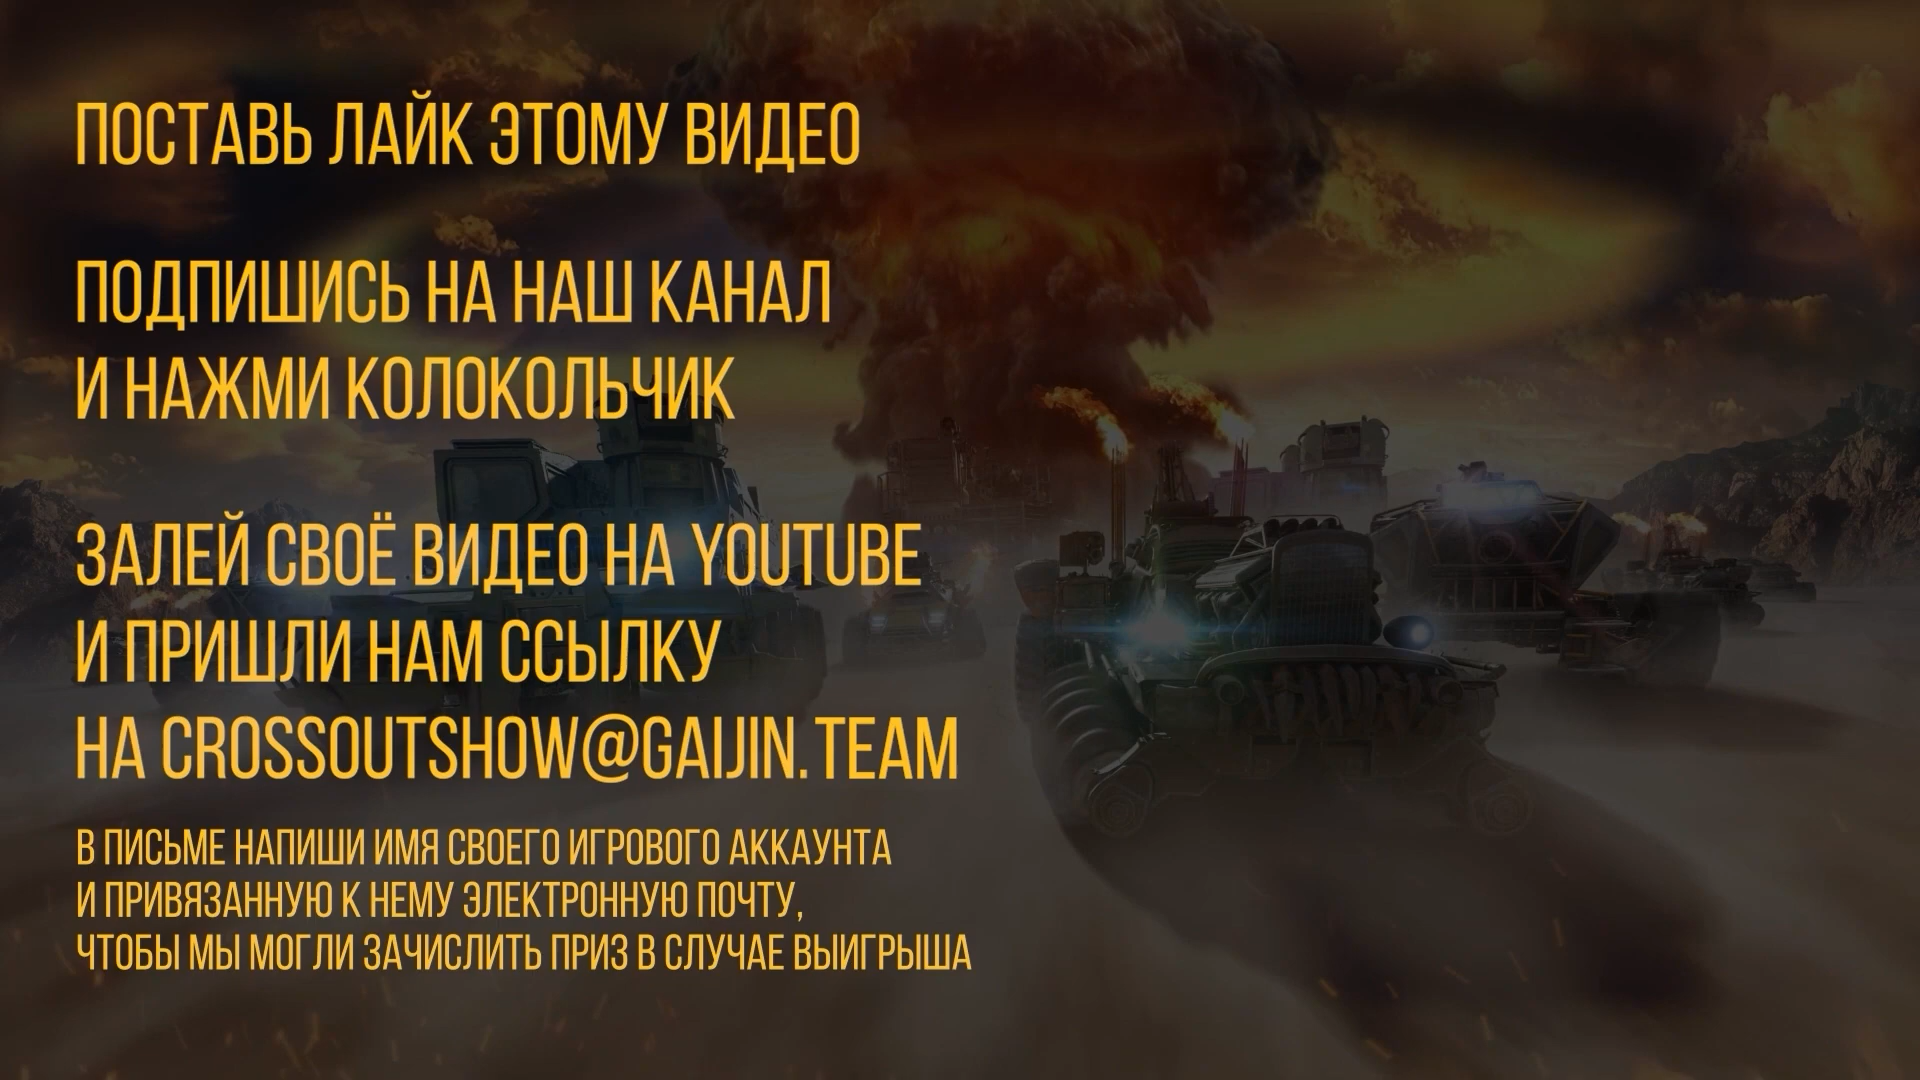 ПОСТАВЬ ЛАЙК ЭТОМУ ВИДЕО
ПОДПИШИСЬ НА НАШ КАНАЛ
И НАЖМИ КОЛОКОЛЬЧИК
ЗАЛЕЙ СВОЁ ВИДЕО НА YOUTUBE
И ПРИШЛИ НАМ ССЫЛКУ
НА CROSSOUTSHOW@GAIJIN.TEAM
В ПИСЬМЕ НАПИШИ ИМЯ СВОЕГО ИГРОВОГО АККАУНТА
И ПРИВЯЗАННУЮ К НЕМУ ЭЛЕКТРОННУЮ ПОЧТУ,
ЧТОБЫ МЫ МОГЛИ ЗАЧИСЛИТЬ ПРИЗ В СЛУЧАЕ ВЫИГРЫША